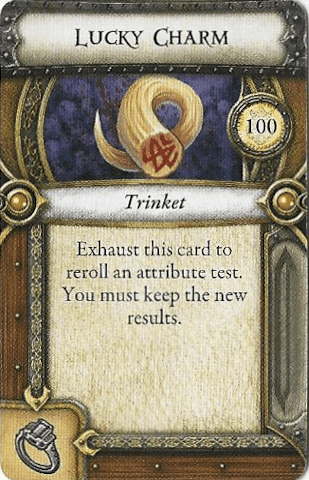 Lucky Charm
100
Trinket
Exhaust this card to
reroll an attribute test.
You must keep the new
results.